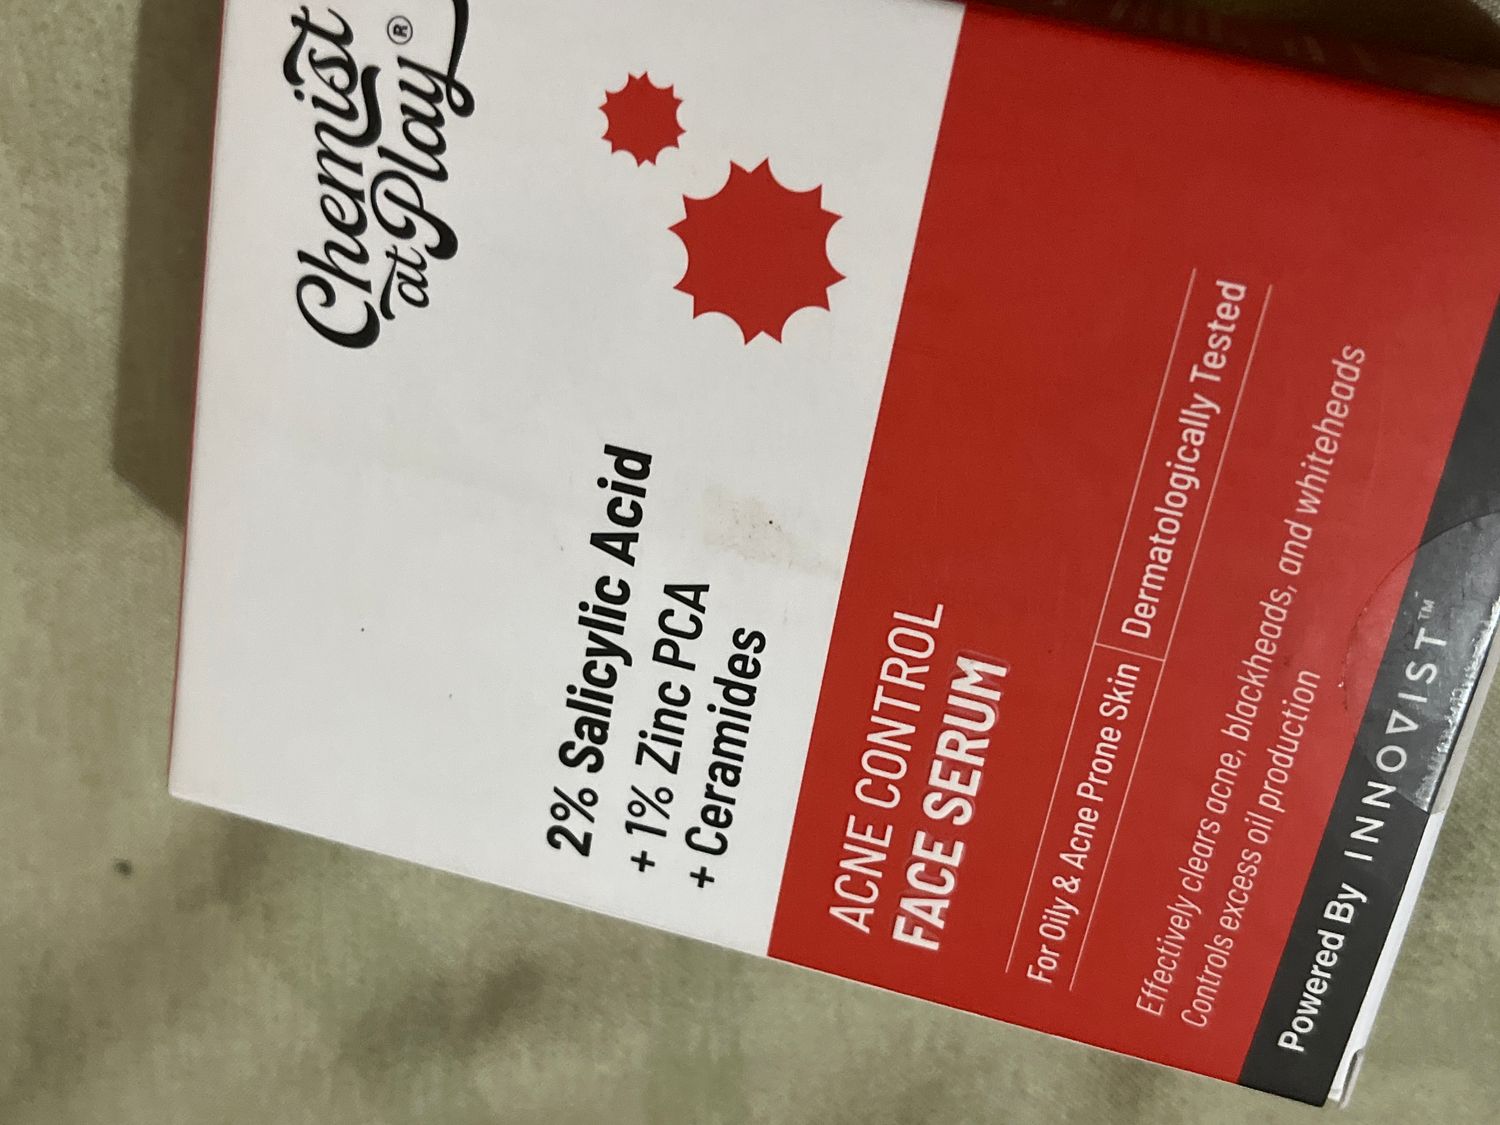 Chemist
at Play®
2% Salicylic Acid
+ 1% Zinc PCA
+ Ceramides
ACNE CONTROL
FACE SERUM
For Oily & Acne Prone Skin
Dermatologically Tested
Effectively clears acne, blackheads, and whiteheads
Controls excess oil production
Powered By INNOVIST™